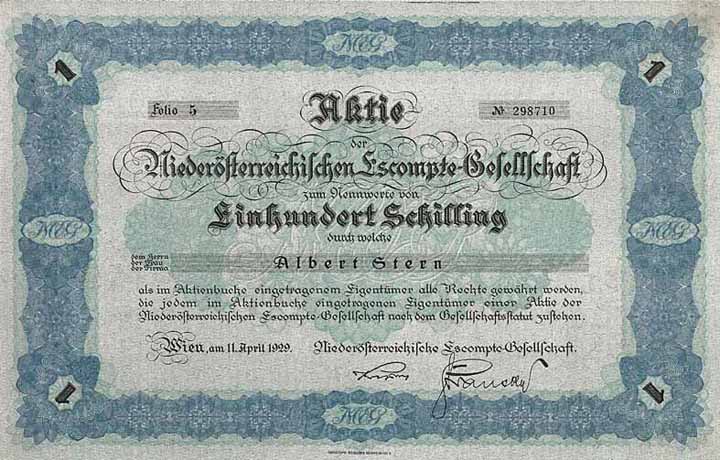 1 NEG 1
Folio 5 № 298710
Aktie
der
Niederösterreichischen Escompte-Gesellschaft
zum Nennwerte von
Einhundert Schilling
durch welche
dem Herrn
der Frau
der Firma
Albert Stern
als im Aktienbuche eingetragenem Eigentümer alle Rechte gewährt werden,
die jedem im Aktienbuche eingetragenen Eigentümer einer Aktie der
Niederösterreichischen Escompte-Gesellschaft nach dem Gesellschaftsstatut zustehen.
Wien, am 11. April 1929. Niederösterreichische Escompte-Gesellschaft.
NEG NEG
1 NEG 1